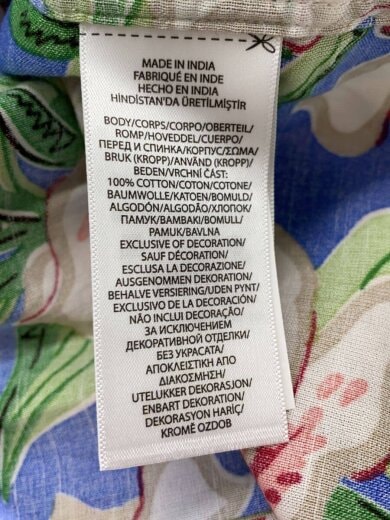 MADE IN INDIA
FABRIQUÉ EN INDE
HECHO EN INDIA
HİNDİSTAN'DA ÜRETİLMİŞTİR
BODY/CORPS/CORPO/OBERTEIL/
ROMP/HOVEDDEL/CUERPO/
ПЕРЕД И СПИНКА/КОРПУС/ΣΩΜΑ/
BRUK (KROPP)/ANVÄND (KROPP)/
BEDEN/VRCHNÍ ČÁST:
100% COTTON/COTON/COTONE/
BAUMWOLLE/KATOEN/BOMULD/
ALGODÓN/ALGODÃO/ХЛОПОК/
ПАМУК/ΒΑΜΒΑΚΙ/BOMULL/
PAMUK/BAVLNA
EXCLUSIVE OF DECORATION/
SAUF DÉCORATION/
ESCLUSA LA DECORAZIONE/
AUSGENOMMEN DEKORATION/
BEHALVE VERSIERING/UDEN PYNT/
EXCLUSIVO DE LA DECORACIÓN/
NÃO INCLUI DECORAÇÃO/
ЗА ИСКЛЮЧЕНИЕМ
ДЕКОРАТИВНОЙ ОТДЕЛКИ/
БЕЗ УКРАСАТА/
ΑΠΟΚΛΕΙΣΤΙΚΗ ΑΠΟ
ΔΙΑΚΟΣΜΗΣΗ/
UTELUKKER DEKORASJON/
ENBART DEKORATION/
DEKORASYON HARİÇ/
KROMĚ OZDOB